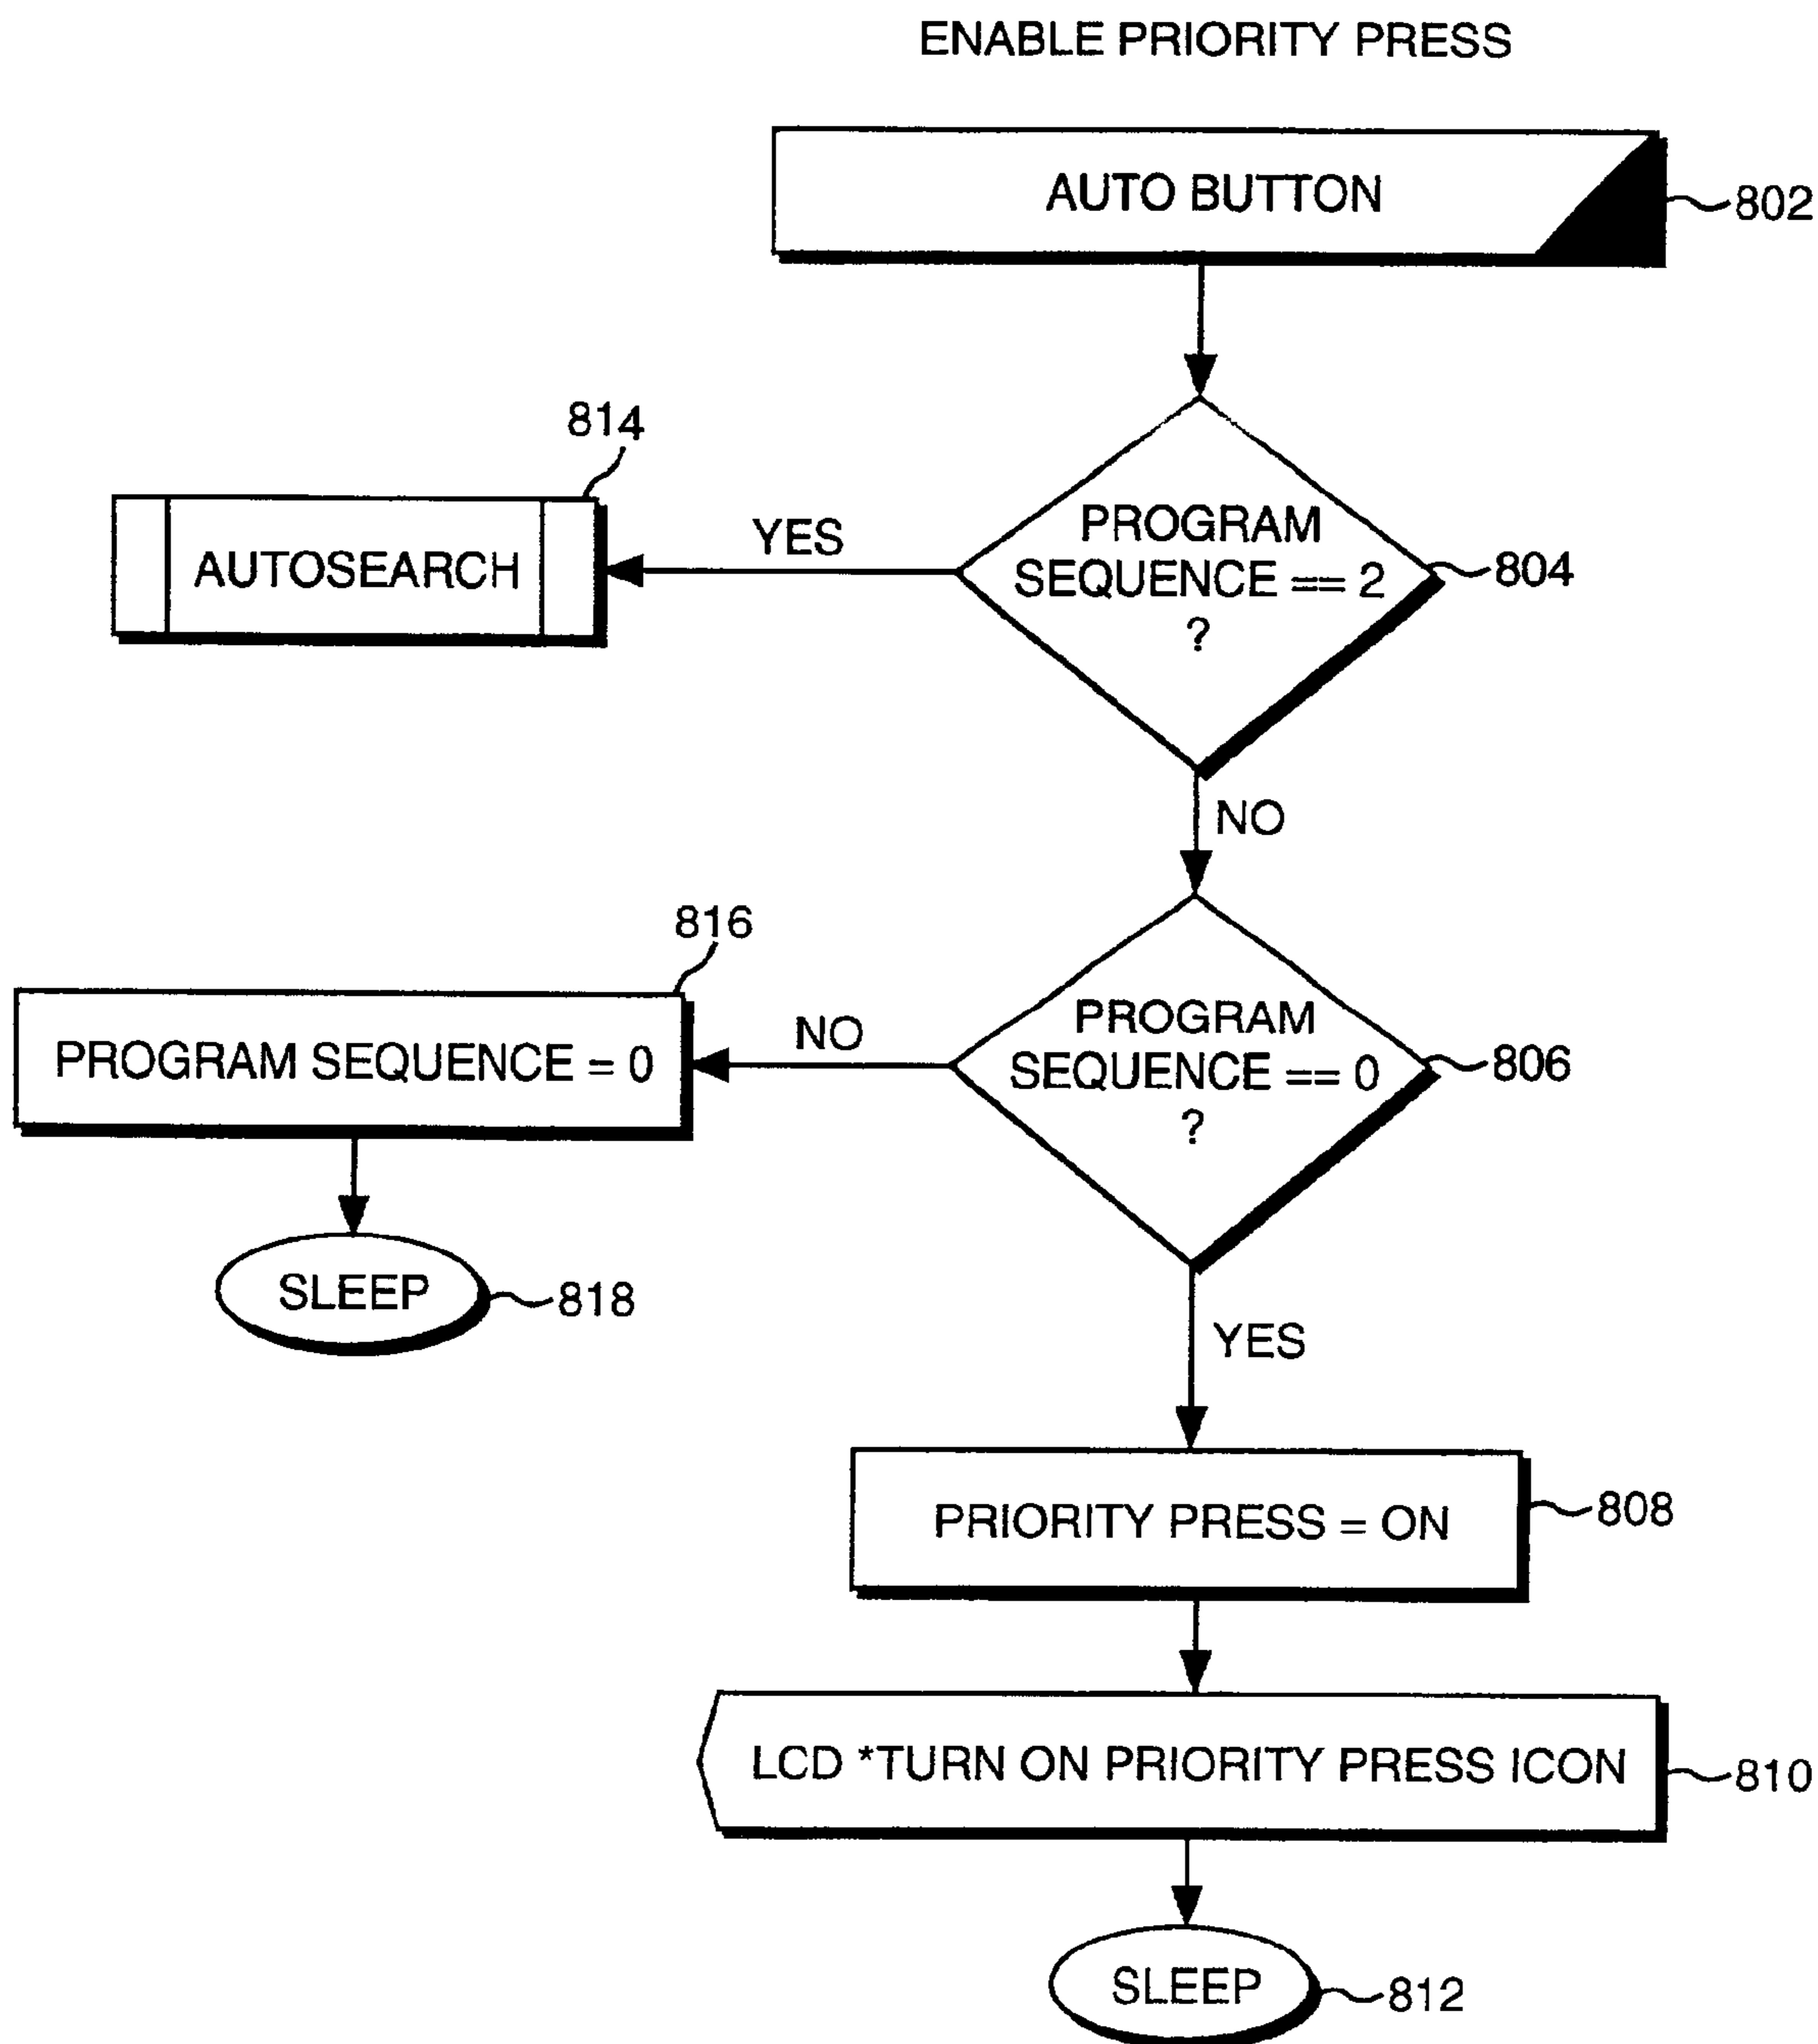 ENABLE PRIORITY PRESS
AUTO BUTTON
802
814
AUTOSEARCH
YES
PROGRAM
SEQUENCE == 2
?
804
NO
816
PROGRAM SEQUENCE = 0
NO
PROGRAM
SEQUENCE == 0
?
806
SLEEP
818
YES
PRIORITY PRESS = ON
808
LCD *TURN ON PRIORITY PRESS ICON
810
SLEEP
812